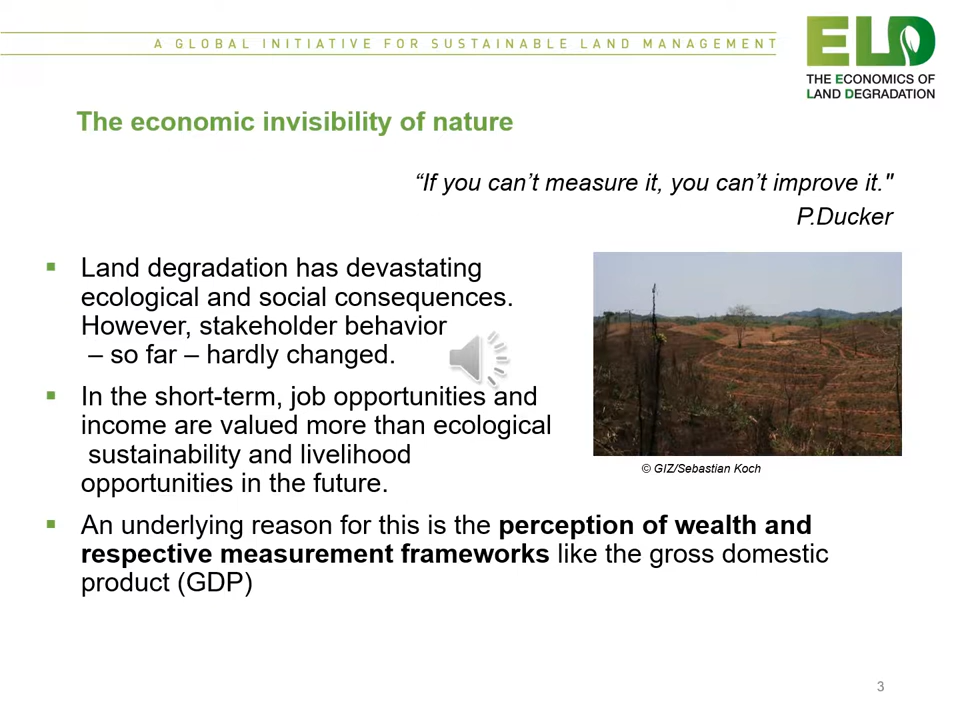 A GLOBAL INITIATIVE FOR SUSTAINABLE LAND MANAGEMENT
ELD
THE ECONOMICS OF
LAND DEGRADATION
The economic invisibility of nature
“If you can’t measure it, you can’t improve it."
P.Ducker
▪ Land degradation has devastating
ecological and social consequences.
However, stakeholder behavior
– so far – hardly changed.
▪ In the short-term, job opportunities and
income are valued more than ecological
sustainability and livelihood
opportunities in the future.
© GIZ/Sebastian Koch
▪ An underlying reason for this is the perception of wealth and
respective measurement frameworks like the gross domestic
product (GDP)
3